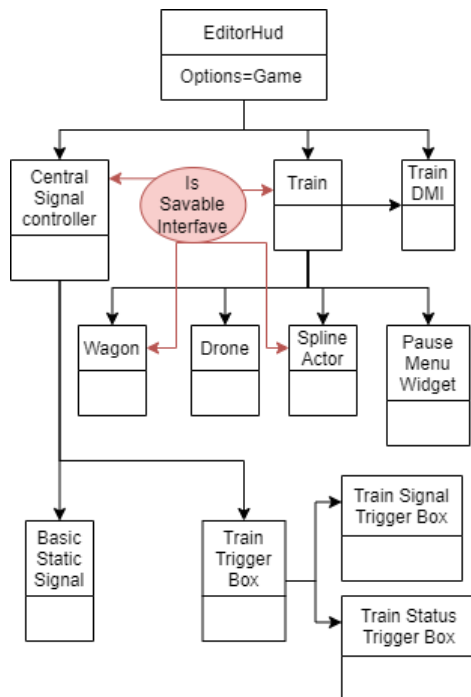 EditorHud
Options=Game
Central
Signal
controller
Is
Savable
Interfave
Train
Train
DMI
Wagon
Drone
Spline
Actor
Pause
Menu
Widget
Basic
Static
Signal
Train
Trigger
Box
Train Signal
Trigger Box
Train Status
Trigger Box